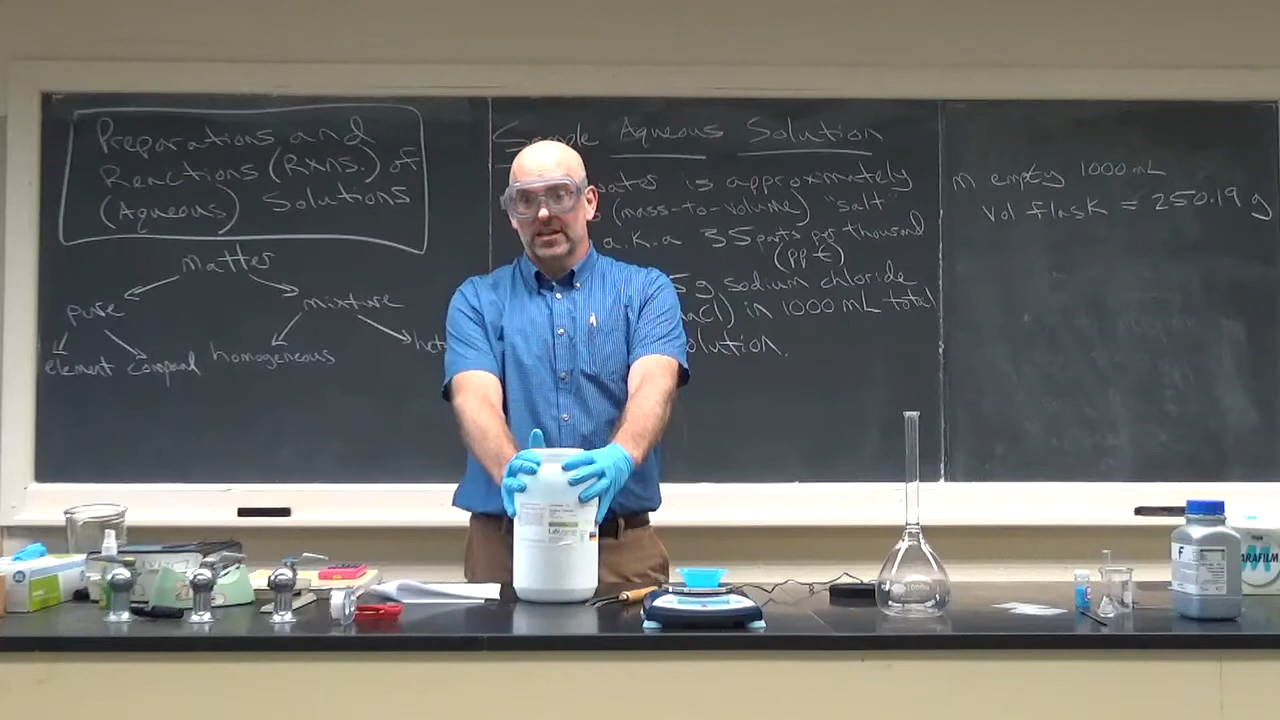 Preparations and
Reactions (Rxns.) of
(Aqueous) Solutions
matter
pure
mixture
element compound homogeneous
Sample Aqueous Solution
water is approximately
(mass-to-volume) "salt"
a.k.a 35 parts per thousand
(ppt)
g sodium chloride
in 1000 mL total
m empty 1000 mL
vol flask = 250.19 g
F